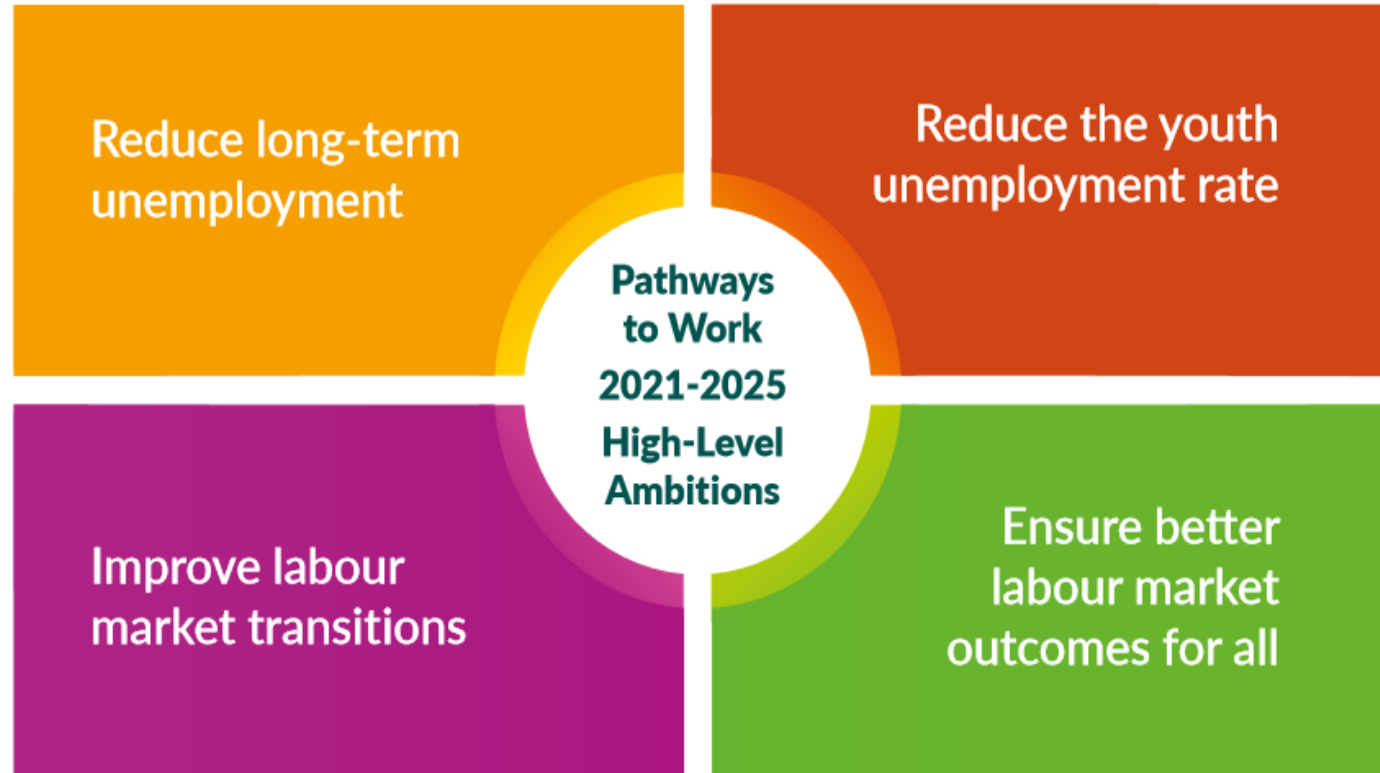 Reduce long-term
unemployment
Reduce the youth
unemployment rate
Pathways
to Work
2021-2025
High-Level
Ambitions
Improve labour
market transitions
Ensure better
labour market
outcomes for all